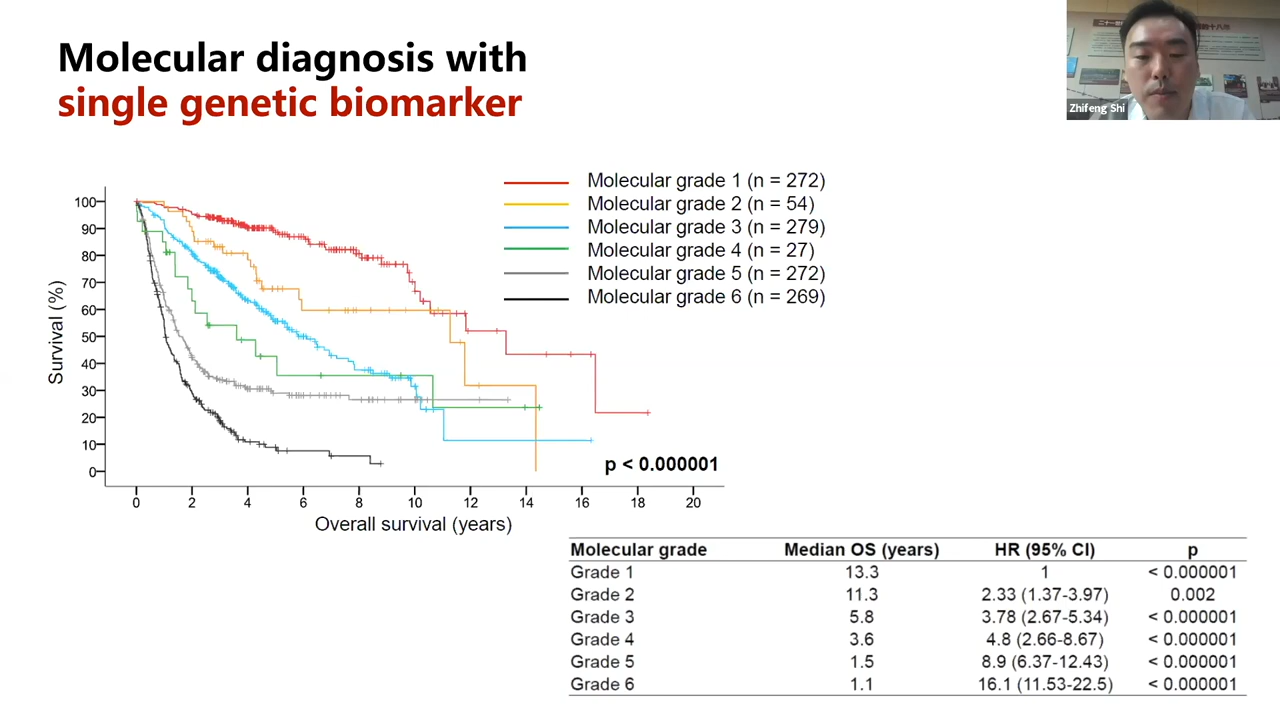 Molecular diagnosis with
single genetic biomarker
Zhifeng Shi
Molecular grade 1 (n = 272)
Molecular grade 2 (n = 54)
Molecular grade 3 (n = 279)
Molecular grade 4 (n = 27)
Molecular grade 5 (n = 272)
Molecular grade 6 (n = 269)
Survival (%)
100
90
80
70
60
50
40
30
20
10
0
p < 0.000001
0 2 4 6 8 10 12 14 16 18 20
Overall survival (years)
Molecular grade Median OS (years) HR (95% CI) p
Grade 1 13.3 1 < 0.000001
Grade 2 11.3 2.33 (1.37-3.97) 0.002
Grade 3 5.8 3.78 (2.67-5.34) < 0.000001
Grade 4 3.6 4.8 (2.66-8.67) < 0.000001
Grade 5 1.5 8.9 (6.37-12.43) < 0.000001
Grade 6 1.1 16.1 (11.53-22.5) < 0.000001